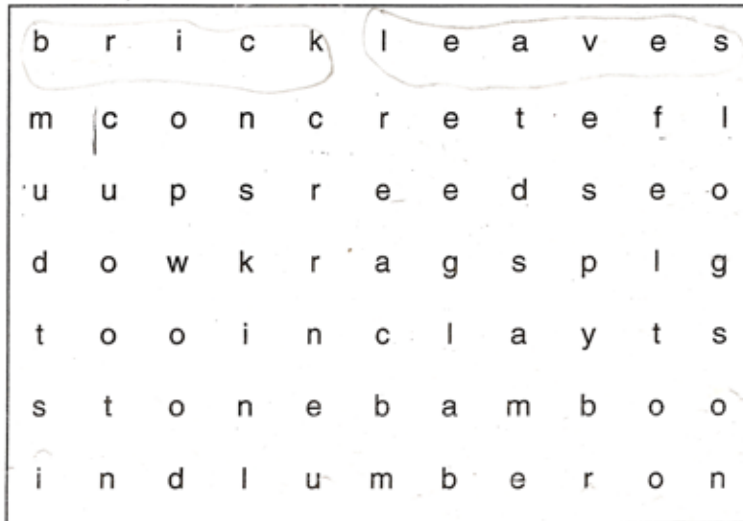 b r i c k l e a v e s
m c o n c r e t e f l
u u p s r e e d s e o
d o w k r a g s p l g
t o o i n c l a y t s
s t o n e b a m b o o
i n d l u m b e r o n